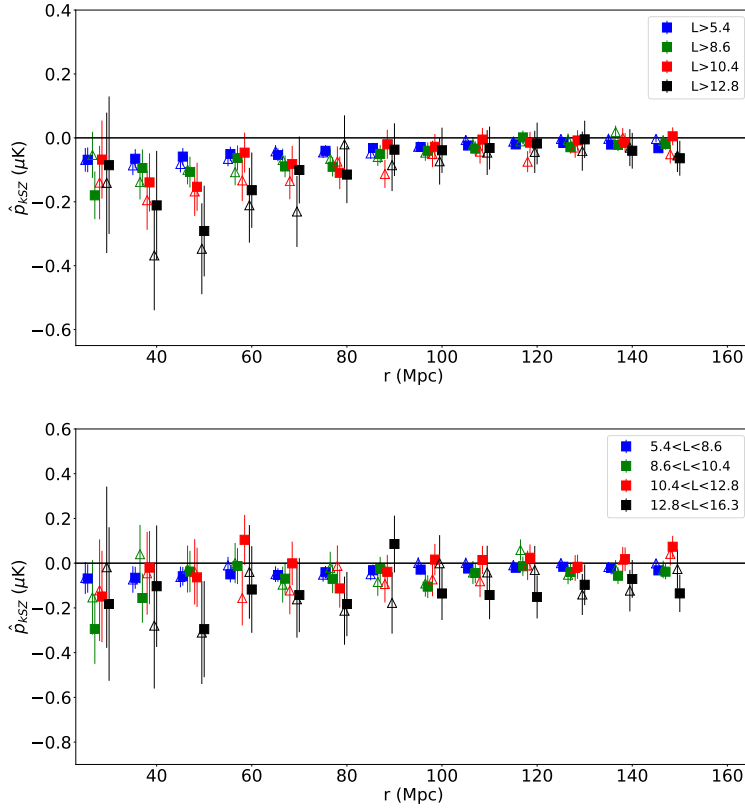 0.4
0.2
0.0
−0.2
−0.4
−0.6
p̂kSZ (μK)
L>5.4
L>8.6
L>10.4
L>12.8
40 60 80 100 120 140 160
r (Mpc)
0.6
0.4
0.2
0.0
−0.2
−0.4
−0.6
−0.8
p̂kSZ (μK)
5.4<L<8.6
8.6<L<10.4
10.4<L<12.8
12.8<L<16.3
40 60 80 100 120 140 160
r (Mpc)